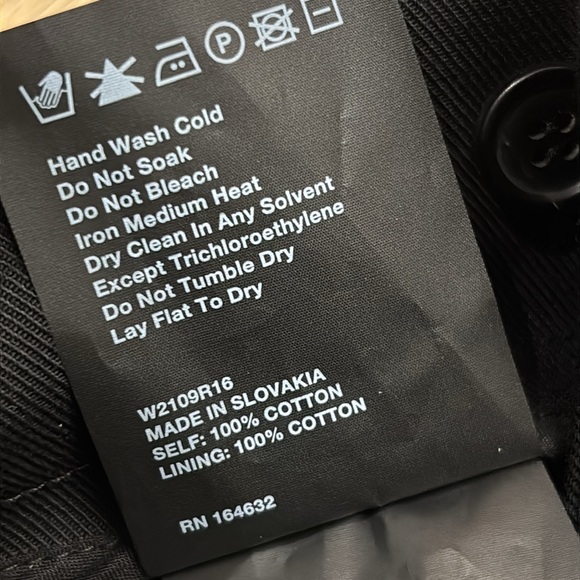 P
Hand Wash Cold
Do Not Soak
Do Not Bleach
Iron Medium Heat
Dry Clean In Any Solvent
Except Trichloroethylene
Do Not Tumble Dry
Lay Flat To Dry
W2109R16
MADE IN SLOVAKIA
SELF: 100% COTTON
LINING: 100% COTTON
RN 164632